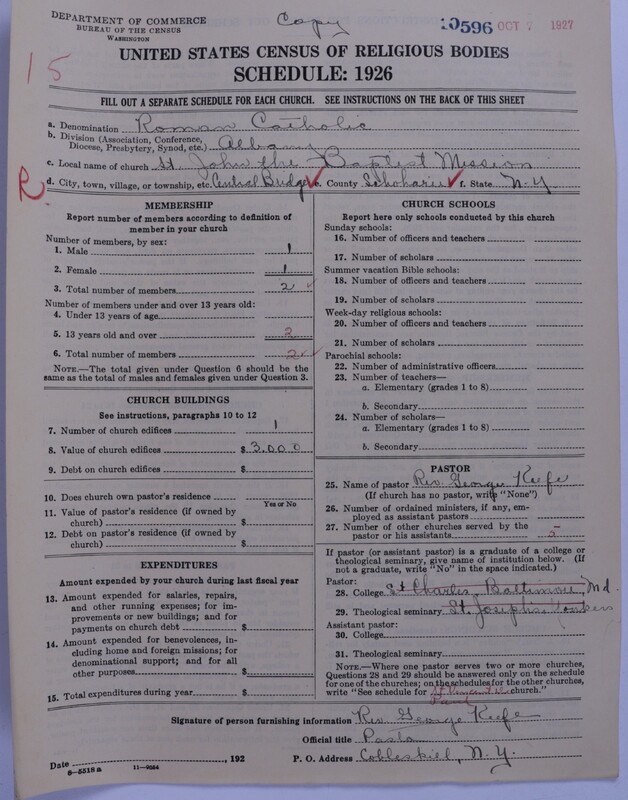 DEPARTMENT OF COMMERCE
BUREAU OF THE CENSUS
WASHINGTON
Copy
10596 OCT 7 1927
15
UNITED STATES CENSUS OF RELIGIOUS BODIES
SCHEDULE: 1926
FILL OUT A SEPARATE SCHEDULE FOR EACH CHURCH. SEE INSTRUCTIONS ON THE BACK OF THIS SHEET
a. Denomination Roman Catholic
b. Division (Association, Conference, Diocese, Presbytery, Synod, etc.) Albany
c. Local name of church St. John the Baptist Mission
R d. City, town, village, or township, etc. Central Bridge e. County Schoharie f. State N-Y
MEMBERSHIP
Report number of members according to definition of member in your church
Number of members, by sex:
1. Male 1
2. Female 1
3. Total number of members 2
Number of members under and over 13 years old:
4. Under 13 years of age
5. 13 years old and over 2
6. Total number of members 2
NOTE.—The total given under Question 6 should be the same as the total of males and females given under Question 3.
CHURCH BUILDINGS
See instructions, paragraphs 10 to 12
7. Number of church edifices 1
8. Value of church edifices $ 3,000
9. Debt on church edifices $
10. Does church own pastor's residence
Yes or No
11. Value of pastor's residence (if owned by church) $
12. Debt on pastor's residence (if owned by church) $
EXPENDITURES
Amount expended by your church during last fiscal year
13. Amount expended for salaries, repairs, and other running expenses; for improvements or new buildings; and for payments on church debt $
14. Amount expended for benevolences, including home and foreign missions; for denominational support; and for all other purposes $
15. Total expenditures during year $
CHURCH SCHOOLS
Report here only schools conducted by this church
Sunday schools:
16. Number of officers and teachers
17. Number of scholars
Summer vacation Bible schools:
18. Number of officers and teachers
19. Number of scholars
Week-day religious schools:
20. Number of officers and teachers
21. Number of scholars
Parochial schools:
22. Number of administrative officers
23. Number of teachers—
a. Elementary (grades 1 to 8)
b. Secondary
24. Number of scholars—
a. Elementary (grades 1 to 8)
b. Secondary
PASTOR
25. Name of pastor Rev. George Keefe
(If church has no pastor, write "None")
26. Number of ordained ministers, if any, employed as assistant pastors
27. Number of other churches served by the pastor or his assistants 5
If pastor (or assistant pastor) is a graduate of a college or theological seminary, give name of institution below. (If not a graduate, write "No" in the space indicated.)
Pastor:
28. College St Charles, Baltimore, Md.
29. Theological seminary St. Josephs Yonkers
Assistant pastor:
30. College
31. Theological seminary
NOTE.—Where one pastor serves two or more churches, Questions 28 and 29 should be answered only on the schedule for one of the churches; on the schedules for the other churches, write "See schedule for St Vincent de Paul church."
Signature of person furnishing information Rev. George Keefe
Official title Pastor
Date , 192 P. O. Address Cobleskill, N.Y.
8-5518a 11-9054